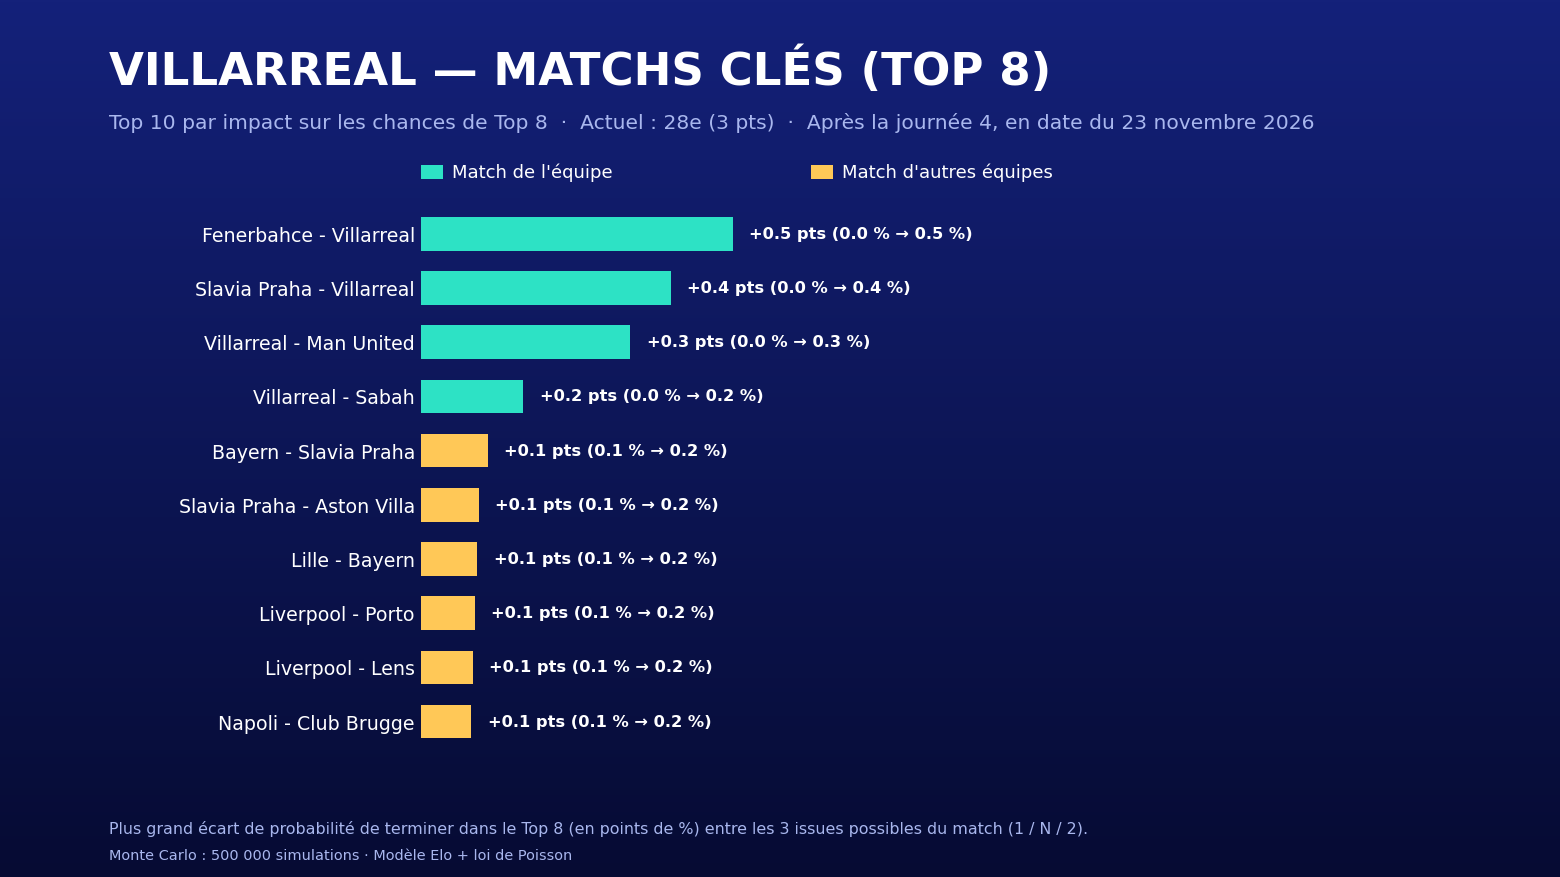 VILLARREAL — MATCHS CLÉS (TOP 8)
Top 10 par impact sur les chances de Top 8 · Actuel : 28e (3 pts) · Après la journée 4, en date du 23 novembre 2026
Match de l'équipe
Match d'autres équipes
Fenerbahce - Villarreal +0.5 pts (0.0 % → 0.5 %)
Slavia Praha - Villarreal +0.4 pts (0.0 % → 0.4 %)
Villarreal - Man United +0.3 pts (0.0 % → 0.3 %)
Villarreal - Sabah +0.2 pts (0.0 % → 0.2 %)
Bayern - Slavia Praha +0.1 pts (0.1 % → 0.2 %)
Slavia Praha - Aston Villa +0.1 pts (0.1 % → 0.2 %)
Lille - Bayern +0.1 pts (0.1 % → 0.2 %)
Liverpool - Porto +0.1 pts (0.1 % → 0.2 %)
Liverpool - Lens +0.1 pts (0.1 % → 0.2 %)
Napoli - Club Brugge +0.1 pts (0.1 % → 0.2 %)
Plus grand écart de probabilité de terminer dans le Top 8 (en points de %) entre les 3 issues possibles du match (1 / N / 2).
Monte Carlo : 500 000 simulations · Modèle Elo + loi de Poisson